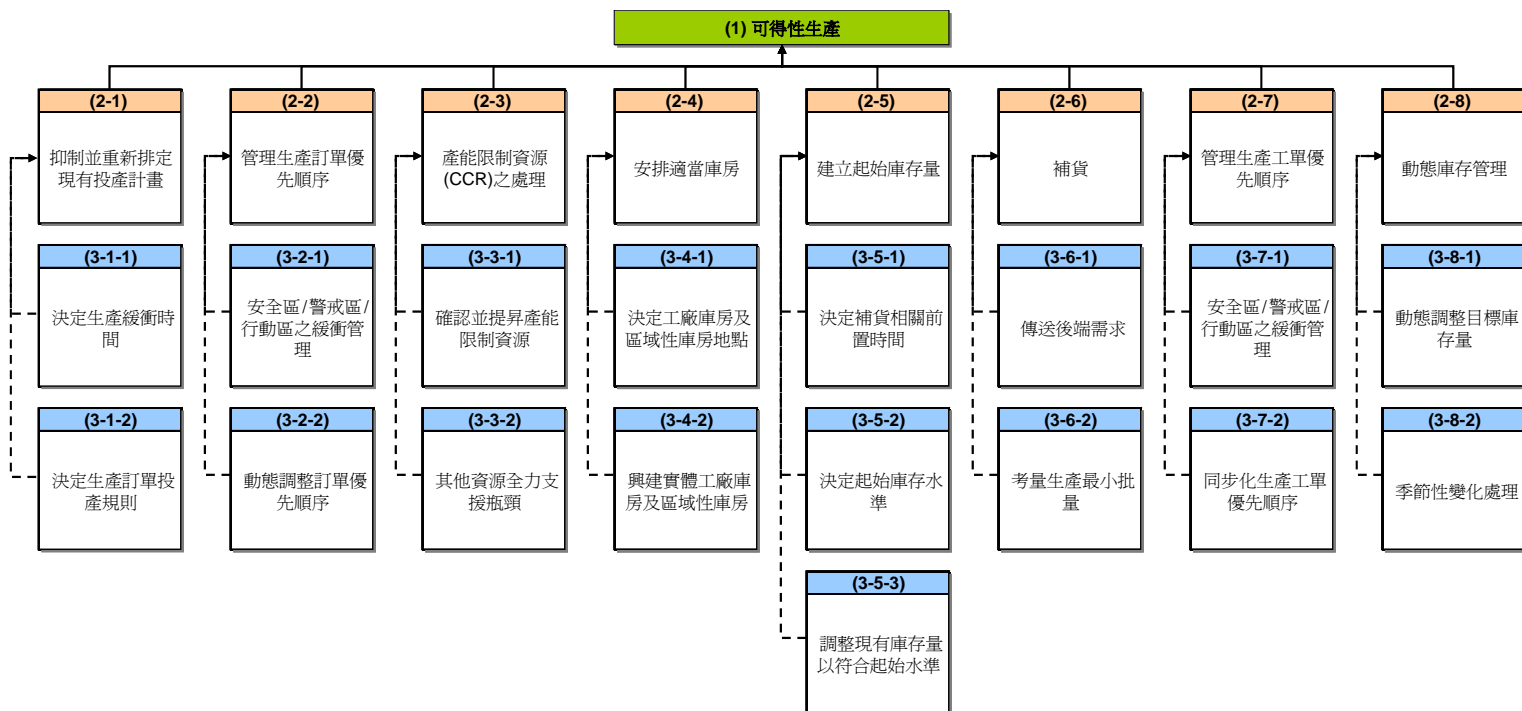 (1) 可得性生產
(2-1)
抑制並重新排定
現有投產計畫
(2-2)
管理生產訂單優
先順序
(2-3)
產能限制資源
(CCR)之處理
(2-4)
安排適當庫房
(2-5)
建立起始庫存量
(2-6)
補貨
(2-7)
管理生產工單優
先順序
(2-8)
動態庫存管理
(3-1-1)
決定生產緩衝時
間
(3-2-1)
安全區/警戒區/
行動區之緩衝管
理
(3-3-1)
確認並提昇產能
限制資源
(3-4-1)
決定工廠庫房及
區域性庫房地點
(3-5-1)
決定補貨相關前
置時間
(3-6-1)
傳送後端需求
(3-7-1)
安全區/警戒區/
行動區之緩衝管
理
(3-8-1)
動態調整目標庫
存量
(3-1-2)
決定生產訂單投
產規則
(3-2-2)
動態調整訂單優
先順序
(3-3-2)
其他資源全力支
援瓶頸
(3-4-2)
興建實體工廠庫
房及區域性庫房
(3-5-2)
決定起始庫存水
準
(3-6-2)
考量生產最小批
量
(3-7-2)
同步化生產工單
優先順序
(3-8-2)
季節性變化處理
(3-5-3)
調整現有庫存量
以符合起始水準